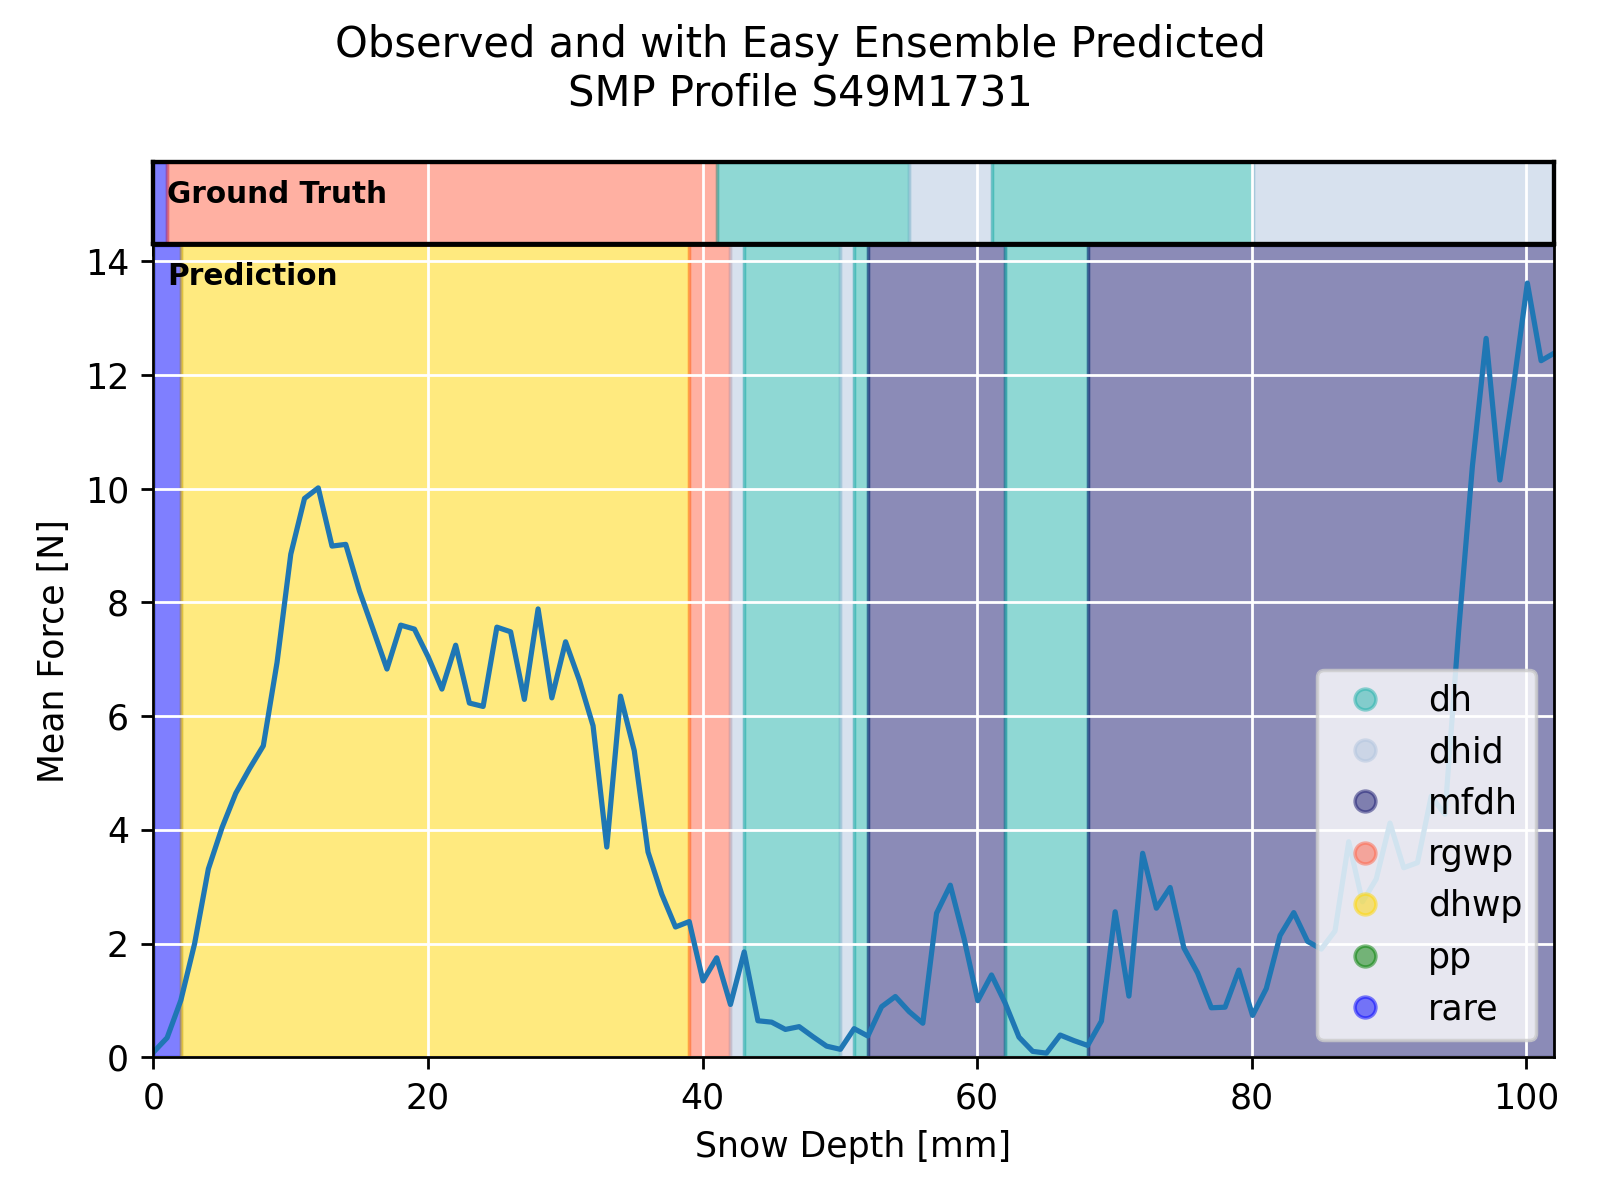 Observed and with Easy Ensemble Predicted
SMP Profile S49M1731
Ground Truth
Prediction
14
12
10
8
6
4
2
0
Mean Force [N]
dh
dhid
mfdh
rgwp
dhwp
pp
rare
0 20 40 60 80 100
Snow Depth [mm]